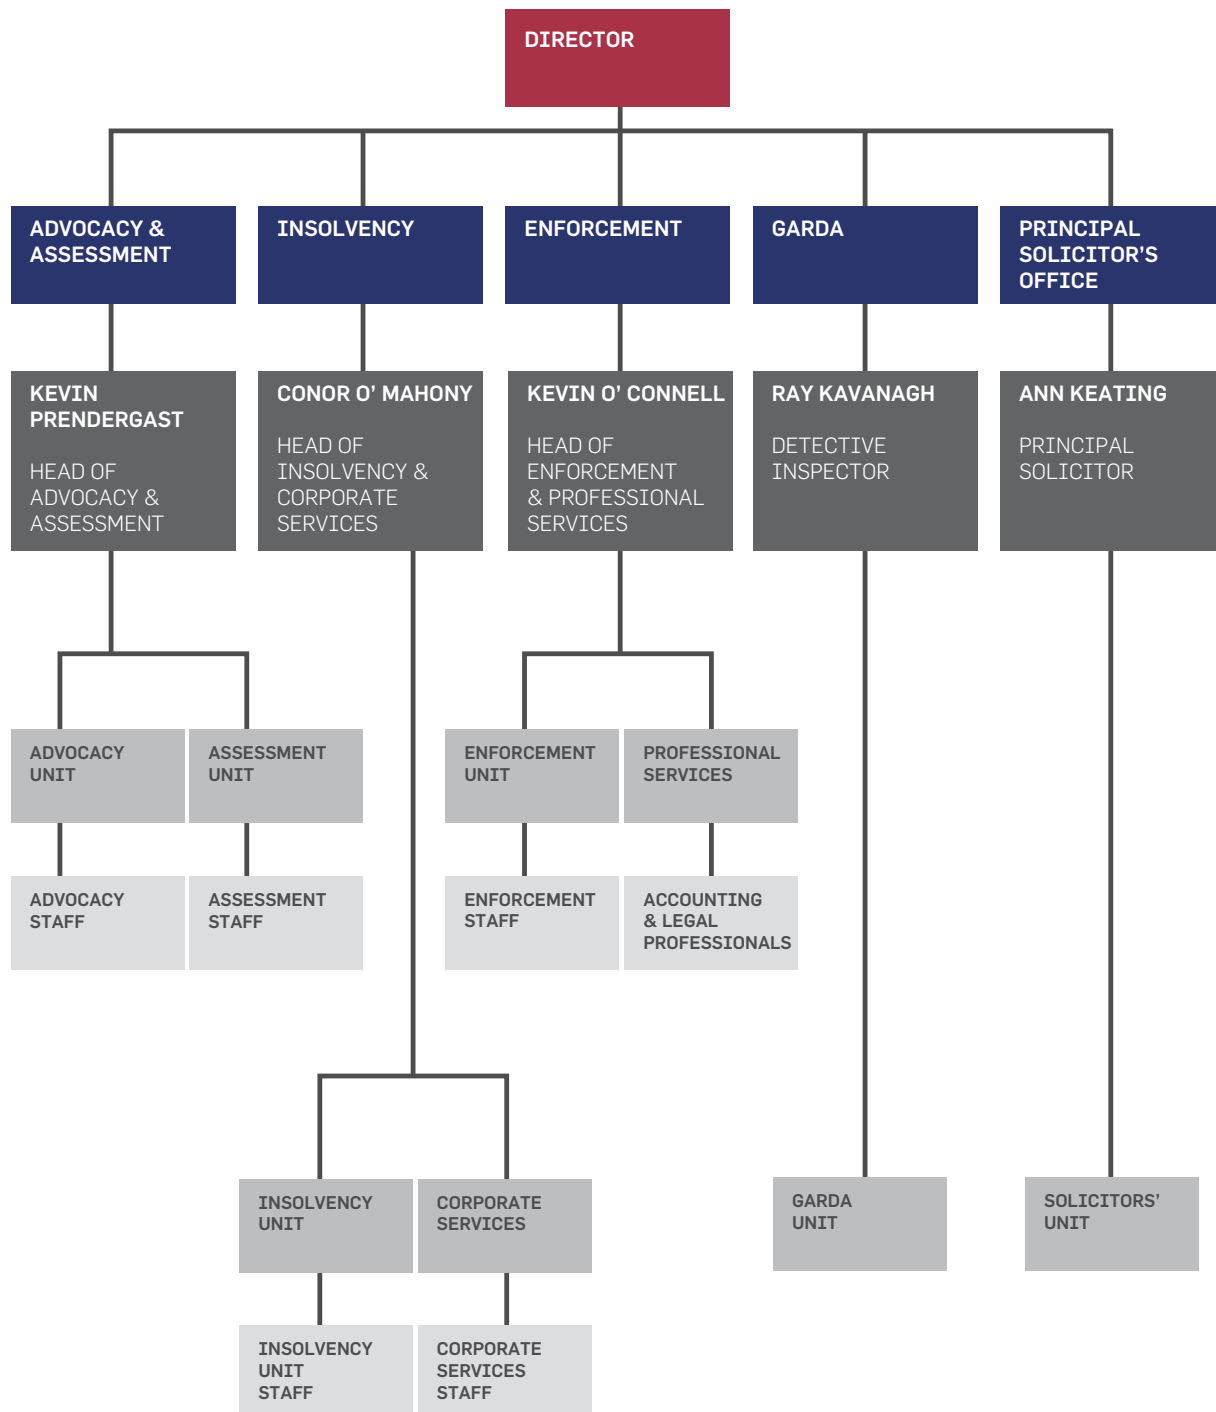 DIRECTOR
ADVOCACY &
ASSESSMENT
INSOLVENCY
ENFORCEMENT
GARDA
PRINCIPAL
SOLICITOR'S
OFFICE
KEVIN
PRENDERGAST
HEAD OF
ADVOCACY &
ASSESSMENT
CONOR O' MAHONY
HEAD OF
INSOLVENCY &
CORPORATE
SERVICES
KEVIN O' CONNELL
HEAD OF
ENFORCEMENT
& PROFESSIONAL
SERVICES
RAY KAVANAGH
DETECTIVE
INSPECTOR
ANN KEATING
PRINCIPAL
SOLICITOR
ADVOCACY
UNIT
ASSESSMENT
UNIT
ENFORCEMENT
UNIT
PROFESSIONAL
SERVICES
ADVOCACY
STAFF
ASSESSMENT
STAFF
ENFORCEMENT
STAFF
ACCOUNTING
& LEGAL
PROFESSIONALS
INSOLVENCY
UNIT
CORPORATE
SERVICES
GARDA
UNIT
SOLICITORS'
UNIT
INSOLVENCY
UNIT
STAFF
CORPORATE
SERVICES
STAFF